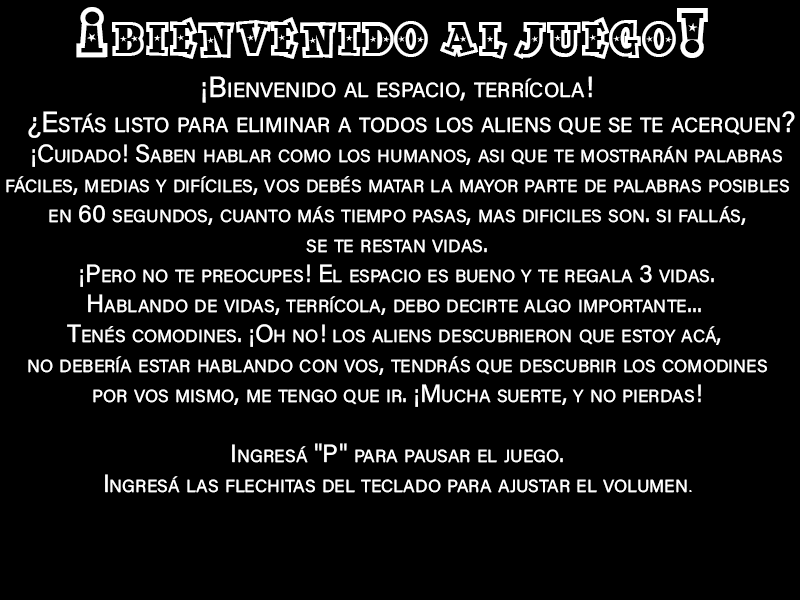 ¡BIENVENIDO AL JUEGO!
¡Bienvenido al espacio, terrícola!
¿Estás listo para eliminar a todos los aliens que se te acerquen?
¡Cuidado! Saben hablar como los humanos, asi que te mostrarán palabras
fáciles, medias y difíciles, vos debés matar la mayor parte de palabras posibles
en 60 segundos, cuanto más tiempo pasas, mas dificiles son. si fallás,
se te restan vidas.
¡Pero no te preocupes! El espacio es bueno y te regala 3 vidas.
Hablando de vidas, terrícola, debo decirte algo importante...
Tenés comodines. ¡Oh no! los aliens descubrieron que estoy acá,
no debería estar hablando con vos, tendrás que descubrir los comodines
por vos mismo, me tengo que ir. ¡Mucha suerte, y no pierdas!
Ingresá "P" para pausar el juego.
Ingresá las flechitas del teclado para ajustar el volumen.